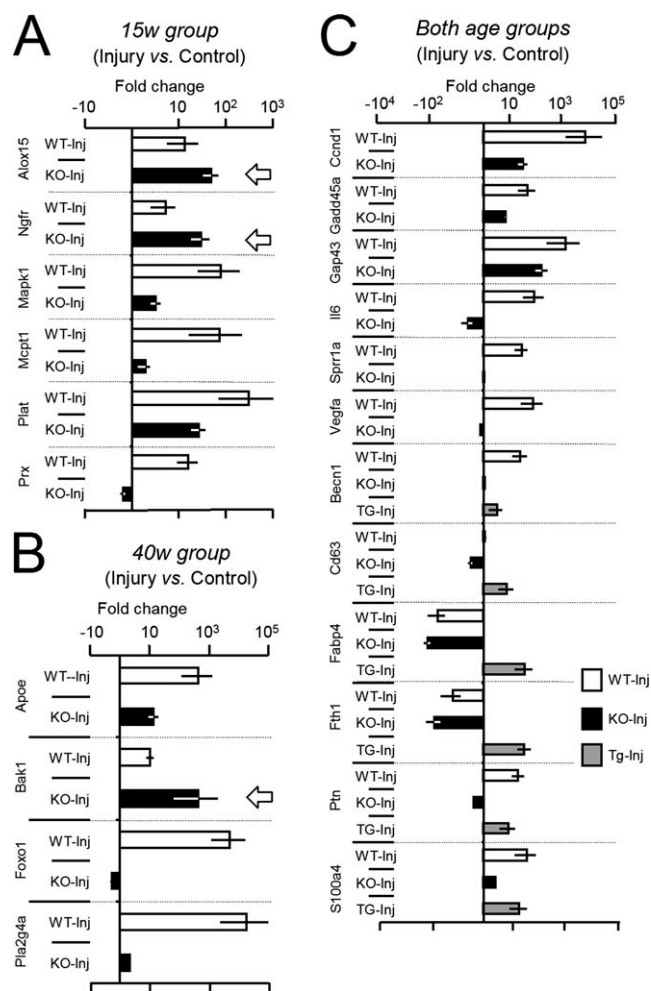 A
15w group
(Injury vs. Control)
Fold change
-10 10 10² 10³
Alox15
WT-Inj
KO-Inj
Ngfr
WT-Inj
KO-Inj
Mapk1
WT-Inj
KO-Inj
Mcpt1
WT-Inj
KO-Inj
Plat
WT-Inj
KO-Inj
Prx
WT-Inj
KO-Inj
B
40w group
(Injury vs. Control)
Fold change
-10 10 10³ 10⁵
Apoe
WT--Inj
KO-Inj
Bak1
WT-Inj
KO-Inj
Foxo1
WT-Inj
KO-Inj
Pla2g4a
WT-Inj
KO-Inj
C
Both age groups
(Injury vs. Control)
Fold change
-10⁴ -10² 10 10³ 10⁵
Ccnd1
WT-Inj
KO-Inj
Gadd45a
WT-Inj
KO-Inj
Gap43
WT-Inj
KO-Inj
Il6
WT-Inj
KO-Inj
Sprr1a
WT-Inj
KO-Inj
Vegfa
WT-Inj
KO-Inj
Becn1
WT-Inj
KO-Inj
TG-Inj
Cd63
WT-Inj
KO-Inj
TG-Inj
Fabp4
WT-Inj
KO-Inj
TG-Inj
Fth1
WT-Inj
KO-Inj
TG-Inj
Ptn
WT-Inj
KO-Inj
TG-Inj
S100a4
WT-Inj
KO-Inj
TG-Inj
WT-Inj
KO-Inj
Tg-Inj